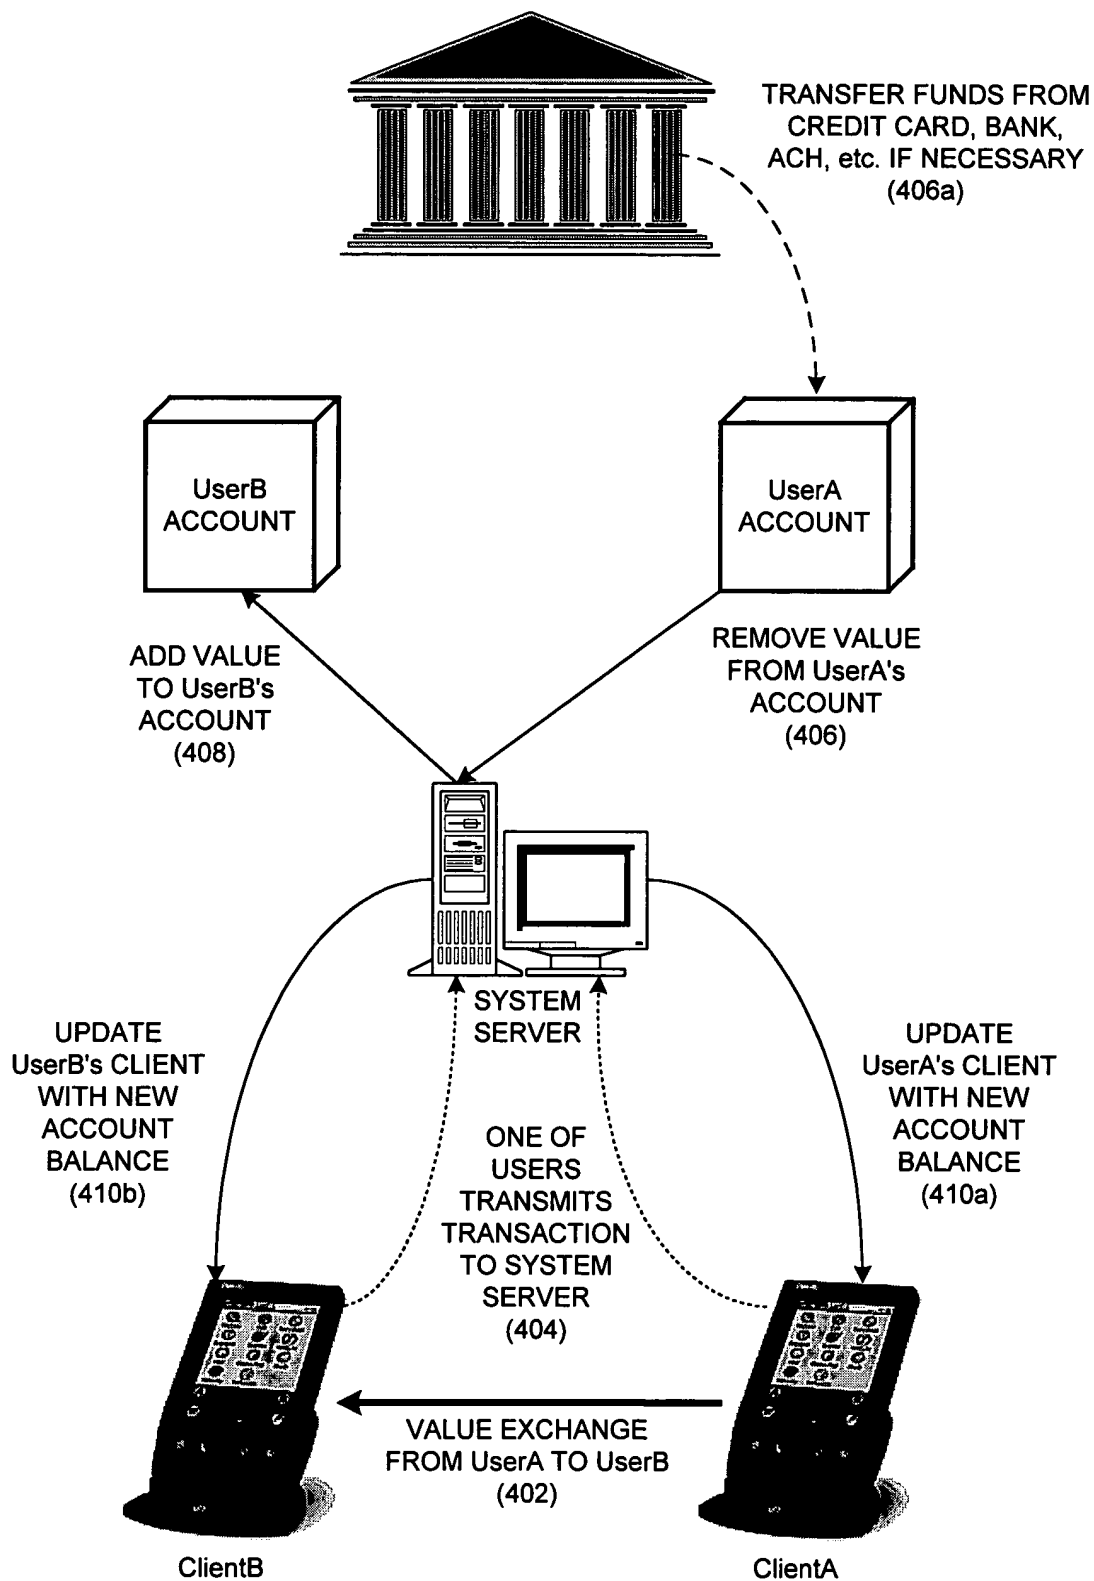 TRANSFER FUNDS FROM
CREDIT CARD, BANK,
ACH, etc. IF NECESSARY
(406a)
UserB
ACCOUNT
UserA
ACCOUNT
ADD VALUE
TO UserB's
ACCOUNT
(408)
REMOVE VALUE
FROM UserA's
ACCOUNT
(406)
SYSTEM
SERVER
UPDATE
UserB's CLIENT
WITH NEW
ACCOUNT
BALANCE
(410b)
ONE OF
USERS
TRANSMITS
TRANSACTION
TO SYSTEM
SERVER
(404)
UPDATE
UserA's CLIENT
WITH NEW
ACCOUNT
BALANCE
(410a)
VALUE EXCHANGE
FROM UserA TO UserB
(402)
ClientB
ClientA